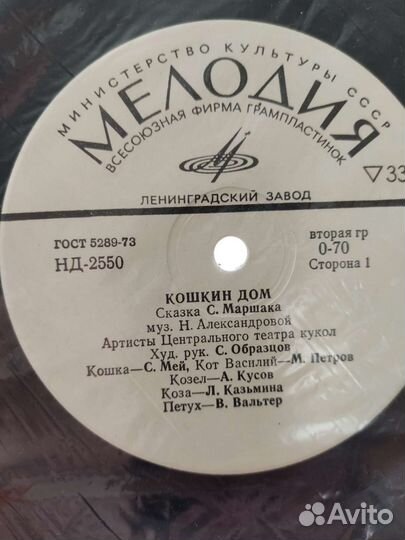 МИНИСТЕРСТВО КУЛЬТУРЫ СССР
МЕЛОДИЯ
ВСЕСОЮЗНАЯ ФИРМА ГРАМПЛАСТИНОК
▽33
ЛЕНИНГРАДСКИЙ ЗАВОД
ГОСТ 5289-73
НД-2550
вторая гр
0-70
Сторона 1
КОШКИН ДОМ
Сказка С. Маршака
муз. Н. Александровой
Артисты Центрального театра кукол
Худ. рук. С. Образцов
Кошка—С. Мей, Кот Василий—М. Петров
Козел—А. Кусов
Коза—Л. Казьмина
Петух—В. Вальтер
Avito